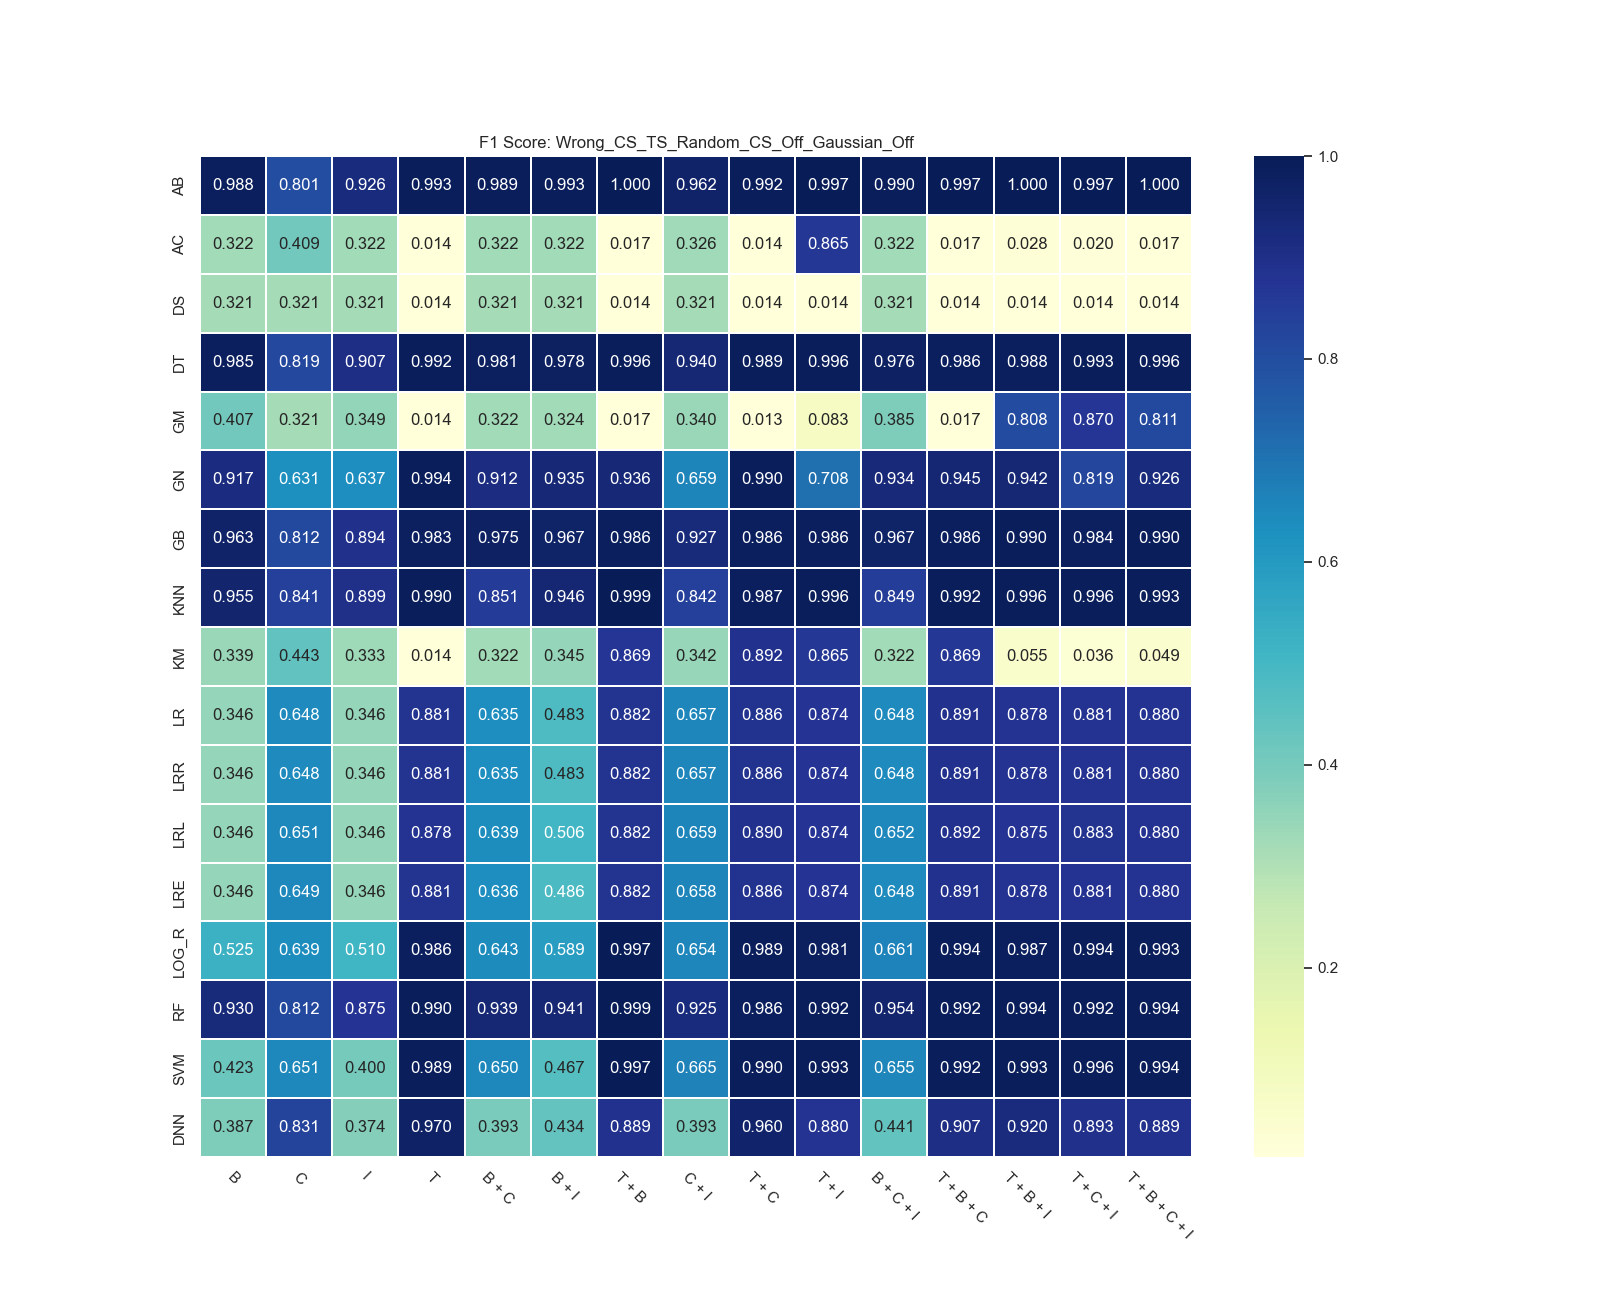 F1 Score: Wrong_CS_TS_Random_CS_Off_Gaussian_Off
AB 0.988 0.801 0.926 0.993 0.989 0.993 1.000 0.962 0.992 0.997 0.990 0.997 1.000 0.997 1.000
AC 0.322 0.409 0.322 0.014 0.322 0.322 0.017 0.326 0.014 0.865 0.322 0.017 0.028 0.020 0.017
DS 0.321 0.321 0.321 0.014 0.321 0.321 0.014 0.321 0.014 0.014 0.321 0.014 0.014 0.014 0.014
DT 0.985 0.819 0.907 0.992 0.981 0.978 0.996 0.940 0.989 0.996 0.976 0.986 0.988 0.993 0.996
GM 0.407 0.321 0.349 0.014 0.322 0.324 0.017 0.340 0.013 0.083 0.385 0.017 0.808 0.870 0.811
GN 0.917 0.631 0.637 0.994 0.912 0.935 0.936 0.659 0.990 0.708 0.934 0.945 0.942 0.819 0.926
GB 0.963 0.812 0.894 0.983 0.975 0.967 0.986 0.927 0.986 0.986 0.967 0.986 0.990 0.984 0.990
KNN 0.955 0.841 0.899 0.990 0.851 0.946 0.999 0.842 0.987 0.996 0.849 0.992 0.996 0.996 0.993
KM 0.339 0.443 0.333 0.014 0.322 0.345 0.869 0.342 0.892 0.865 0.322 0.869 0.055 0.036 0.049
LR 0.346 0.648 0.346 0.881 0.635 0.483 0.882 0.657 0.886 0.874 0.648 0.891 0.878 0.881 0.880
LRR 0.346 0.648 0.346 0.881 0.635 0.483 0.882 0.657 0.886 0.874 0.648 0.891 0.878 0.881 0.880
LRL 0.346 0.651 0.346 0.878 0.639 0.506 0.882 0.659 0.890 0.874 0.652 0.892 0.875 0.883 0.880
LRE 0.346 0.649 0.346 0.881 0.636 0.486 0.882 0.658 0.886 0.874 0.648 0.891 0.878 0.881 0.880
LOG_R 0.525 0.639 0.510 0.986 0.643 0.589 0.997 0.654 0.989 0.981 0.661 0.994 0.987 0.994 0.993
RF 0.930 0.812 0.875 0.990 0.939 0.941 0.999 0.925 0.986 0.992 0.954 0.992 0.994 0.992 0.994
SVM 0.423 0.651 0.400 0.989 0.650 0.467 0.997 0.665 0.990 0.993 0.655 0.992 0.993 0.996 0.994
DNN 0.387 0.831 0.374 0.970 0.393 0.434 0.889 0.393 0.960 0.880 0.441 0.907 0.920 0.893 0.889
B C I T B + C B + I T + B C + I T + C T + I B + C + I T + B + C T + B + I T + C + I T + B + C + I
1.0
0.8
0.6
0.4
0.2